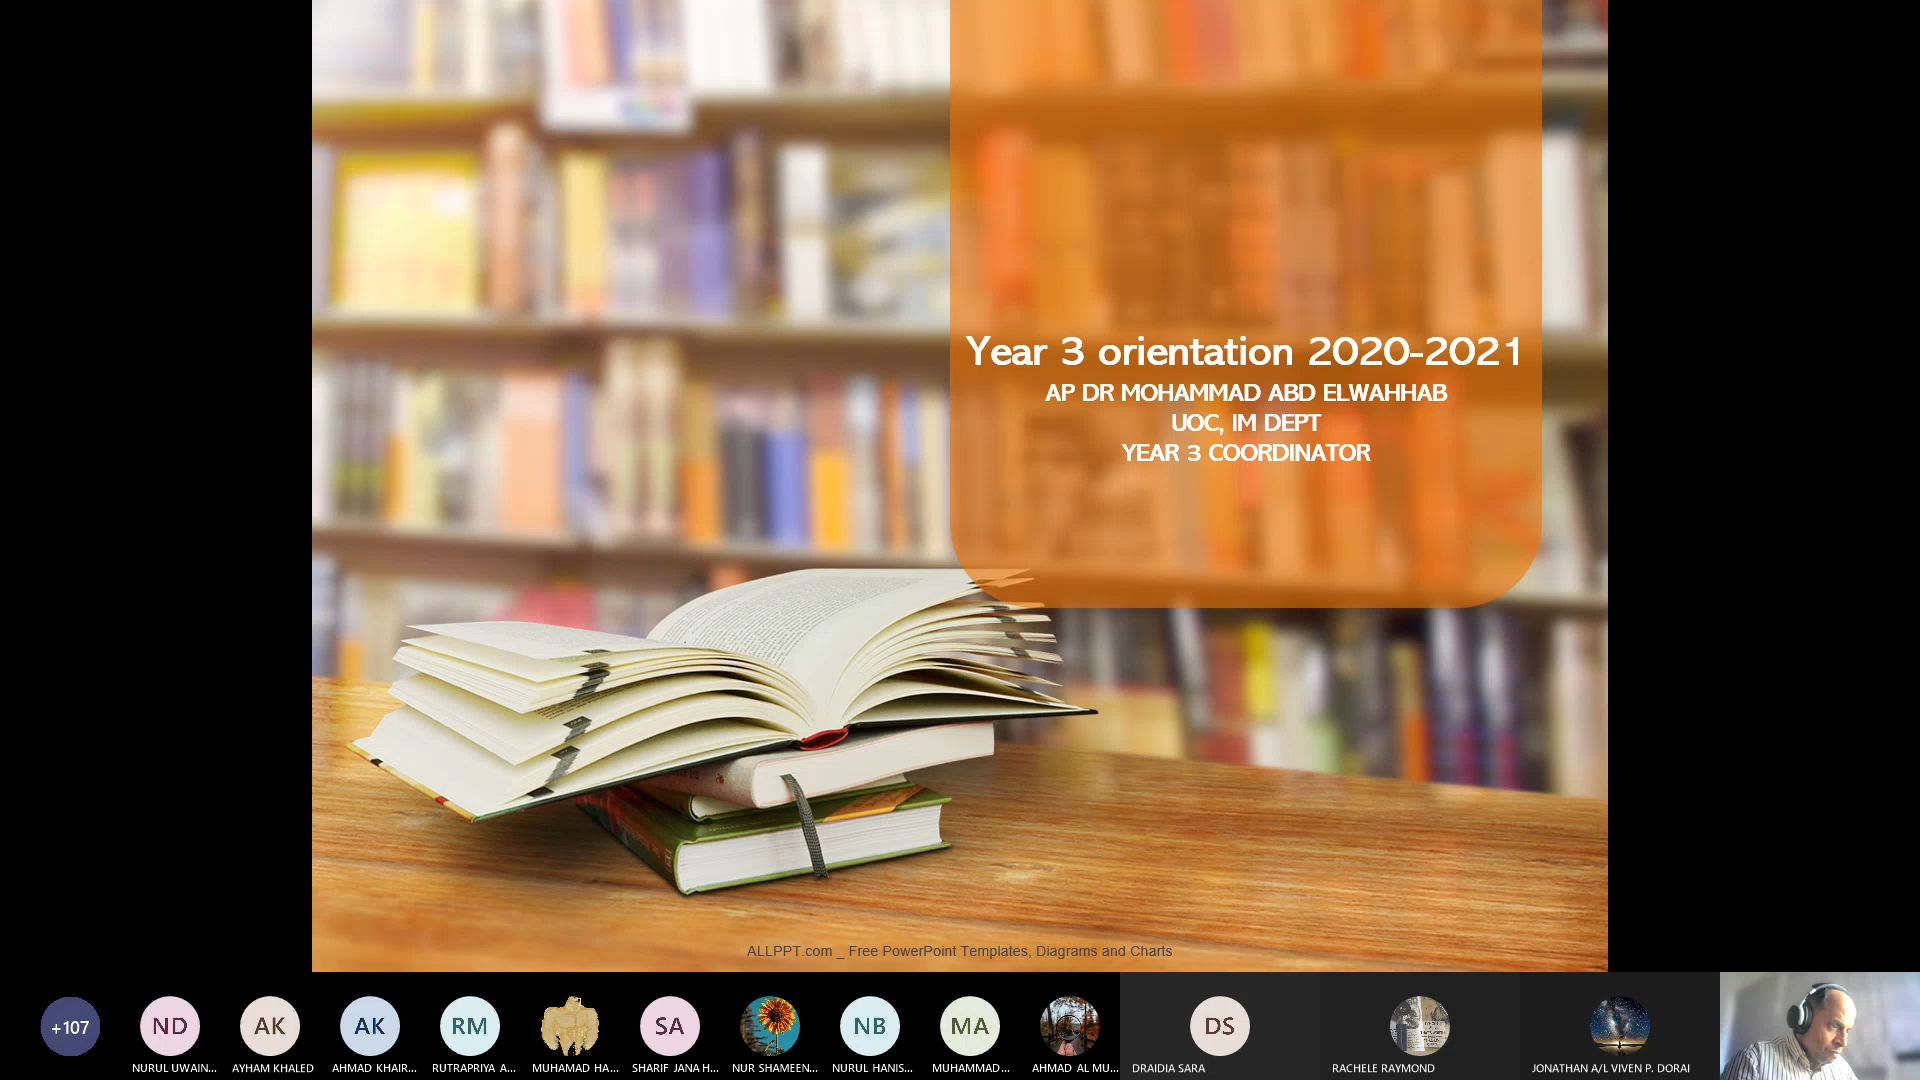 Year 3 orientation 2020-2021
AP DR MOHAMMAD ABD ELWAHHAB
UOC, IM DEPT
YEAR 3 COORDINATOR
ALLPPT.com _ Free PowerPoint Templates, Diagrams and Charts
+107
ND
AK
AK
RM
SA
NB
MA
DS
NURUL UWAIN...
AYHAM KHALED
AHMAD KHAIR...
RUTRAPRIYA A...
MUHAMAD HA...
SHARIF JANA H...
NUR SHAMEEN...
NURUL HANIS...
MUHAMMAD...
AHMAD AL MU...
DRAIDIA SARA
RACHELE RAYMOND
JONATHAN A/L VIVEN P. DORAI